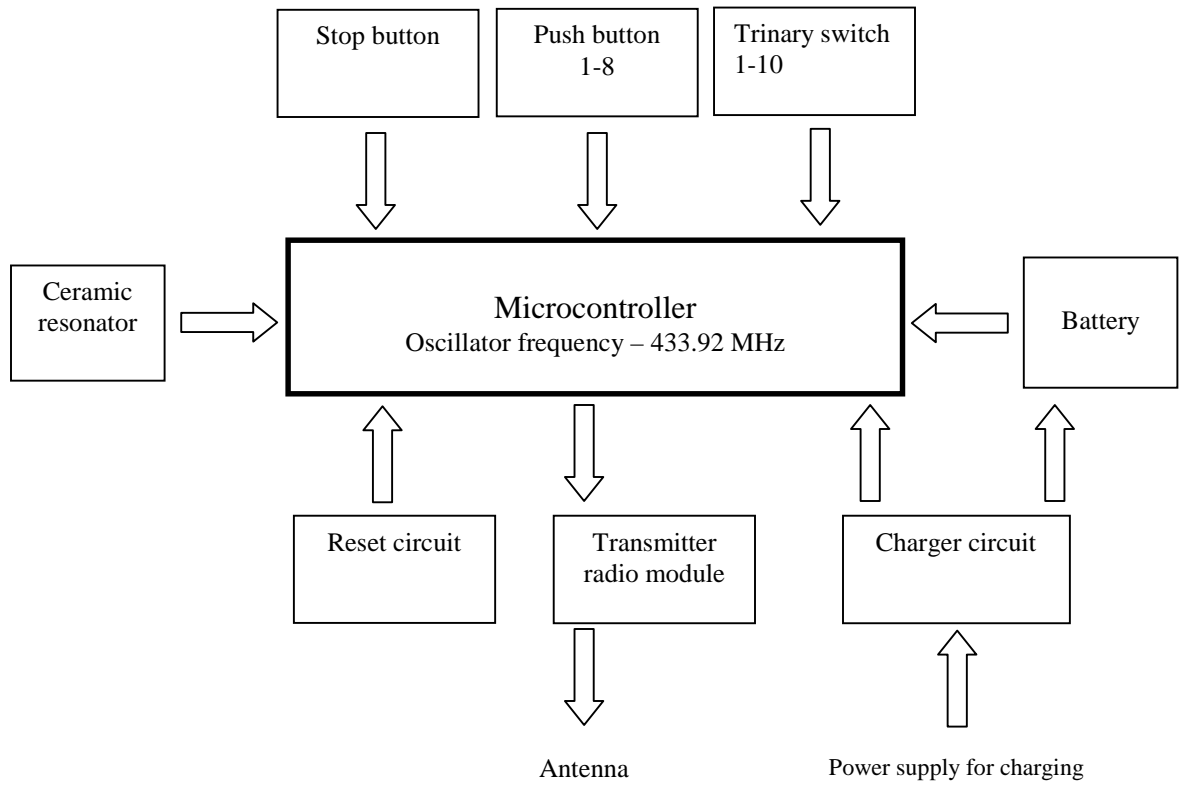 Stop button
Push button
1-8
Trinary switch
1-10
Ceramic
resonator
Microcontroller
Oscillator frequency – 433.92 MHz
Battery
Reset circuit
Transmitter
radio module
Charger circuit
Antenna
Power supply for charging